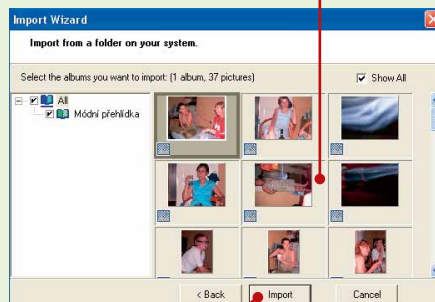 Import Wizard
Import from a folder on your system.
Select the albums you want to import: (1 album, 37 pictures)
Show All
All
Módní přehlídka
< Back
Import
Cancel